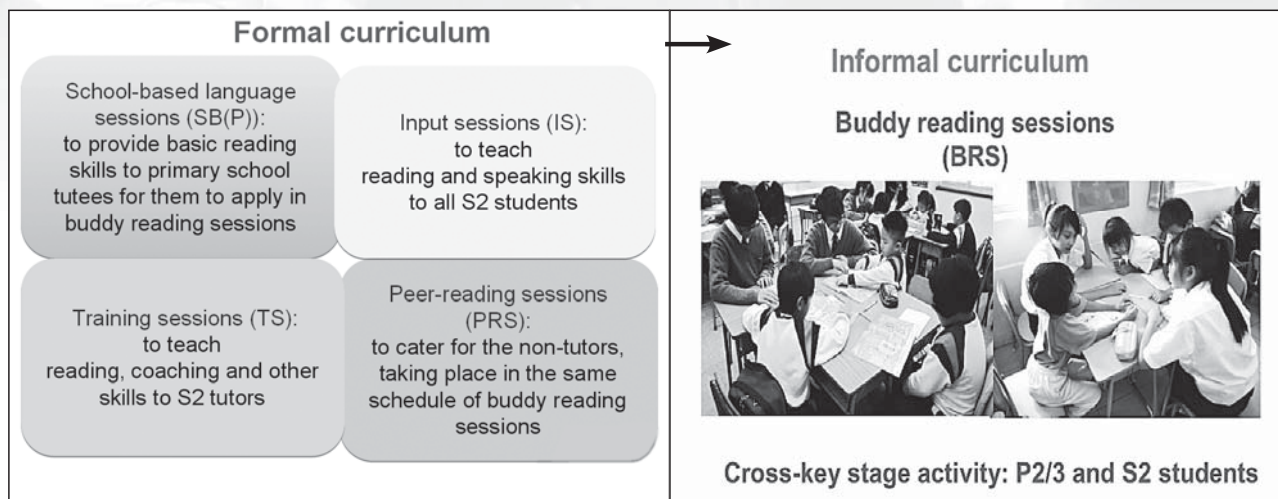 Formal curriculum
School-based language
sessions (SB(P)):
to provide basic reading
skills to primary school
tutees for them to apply in
buddy reading sessions
Input sessions (IS):
to teach
reading and speaking skills
to all S2 students
Training sessions (TS):
to teach
reading, coaching and other
skills to S2 tutors
Peer-reading sessions
(PRS):
to cater for the non-tutors,
taking place in the same
schedule of buddy reading
sessions
Informal curriculum
Buddy reading sessions
(BRS)
Cross-key stage activity: P2/3 and S2 students